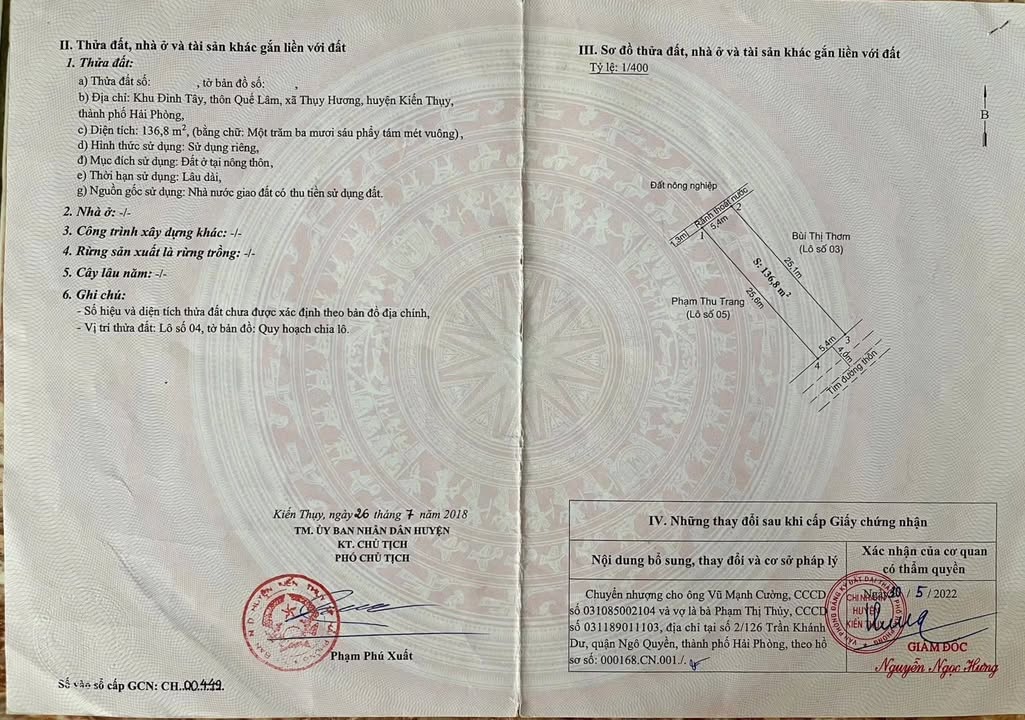 II. Thửa đất, nhà ở và tài sản khác gắn liền với đất
1. Thửa đất:
a) Thửa đất số: , tờ bản đồ số: ,
b) Địa chỉ: Khu Đình Tây, thôn Quế Lâm, xã Thụy Hương, huyện Kiến Thụy,
thành phố Hải Phòng,
c) Diện tích: 136,8 m², (bằng chữ: Một trăm ba mươi sáu phẩy tám mét vuông),
d) Hình thức sử dụng: Sử dụng riêng,
đ) Mục đích sử dụng: Đất ở tại nông thôn,
e) Thời hạn sử dụng: Lâu dài,
g) Nguồn gốc sử dụng: Nhà nước giao đất có thu tiền sử dụng đất.
2. Nhà ở: -/-
3. Công trình xây dựng khác: -/-
4. Rừng sản xuất là rừng trồng: -/-
5. Cây lâu năm: -/-
6. Ghi chú:
- Số hiệu và diện tích thửa đất chưa được xác định theo bản đồ địa chính,
- Vị trí thửa đất: Lô số 04, tờ bản đồ: Quy hoạch chia lô.
Kiến Thụy, ngày 26 tháng 7 năm 2018
TM. ỦY BAN NHÂN DÂN HUYỆN
KT. CHỦ TỊCH
PHÓ CHỦ TỊCH
Phạm Phú Xuất
Số vào sổ cấp GCN: CH..00449.
III. Sơ đồ thửa đất, nhà ở và tài sản khác gắn liền với đất
Tỷ lệ: 1/400
B
Đất nông nghiệp
Rãnh thoát nước
1,3m
1
5,4m
2
Bùi Thị Thơm
(Lô số 03)
25,1m
S: 136,8 m²
25,6m
Phạm Thu Trang
(Lô số 05)
5,4m
3
4,0m
4
Tim đường thôn
IV. Những thay đổi sau khi cấp Giấy chứng nhận
Nội dung bổ sung, thay đổi và cơ sở pháp lý
Xác nhận của cơ quan
có thẩm quyền
Chuyển nhượng cho ông Vũ Mạnh Cường, CCCD
số 031085002104 và vợ là bà Phạm Thị Thủy, CCCD
số 031189011103, địa chỉ tại số 2/126 Trần Khánh
Dư, quận Ngô Quyền, thành phố Hải Phòng, theo hồ
sơ số: 000168.CN.001./.
Ngày 30 / 5 / 2022
CHI NHÁNH
HUYỆN
KIẾN THỤY
GIÁM ĐỐC
Nguyễn Ngọc Hưng